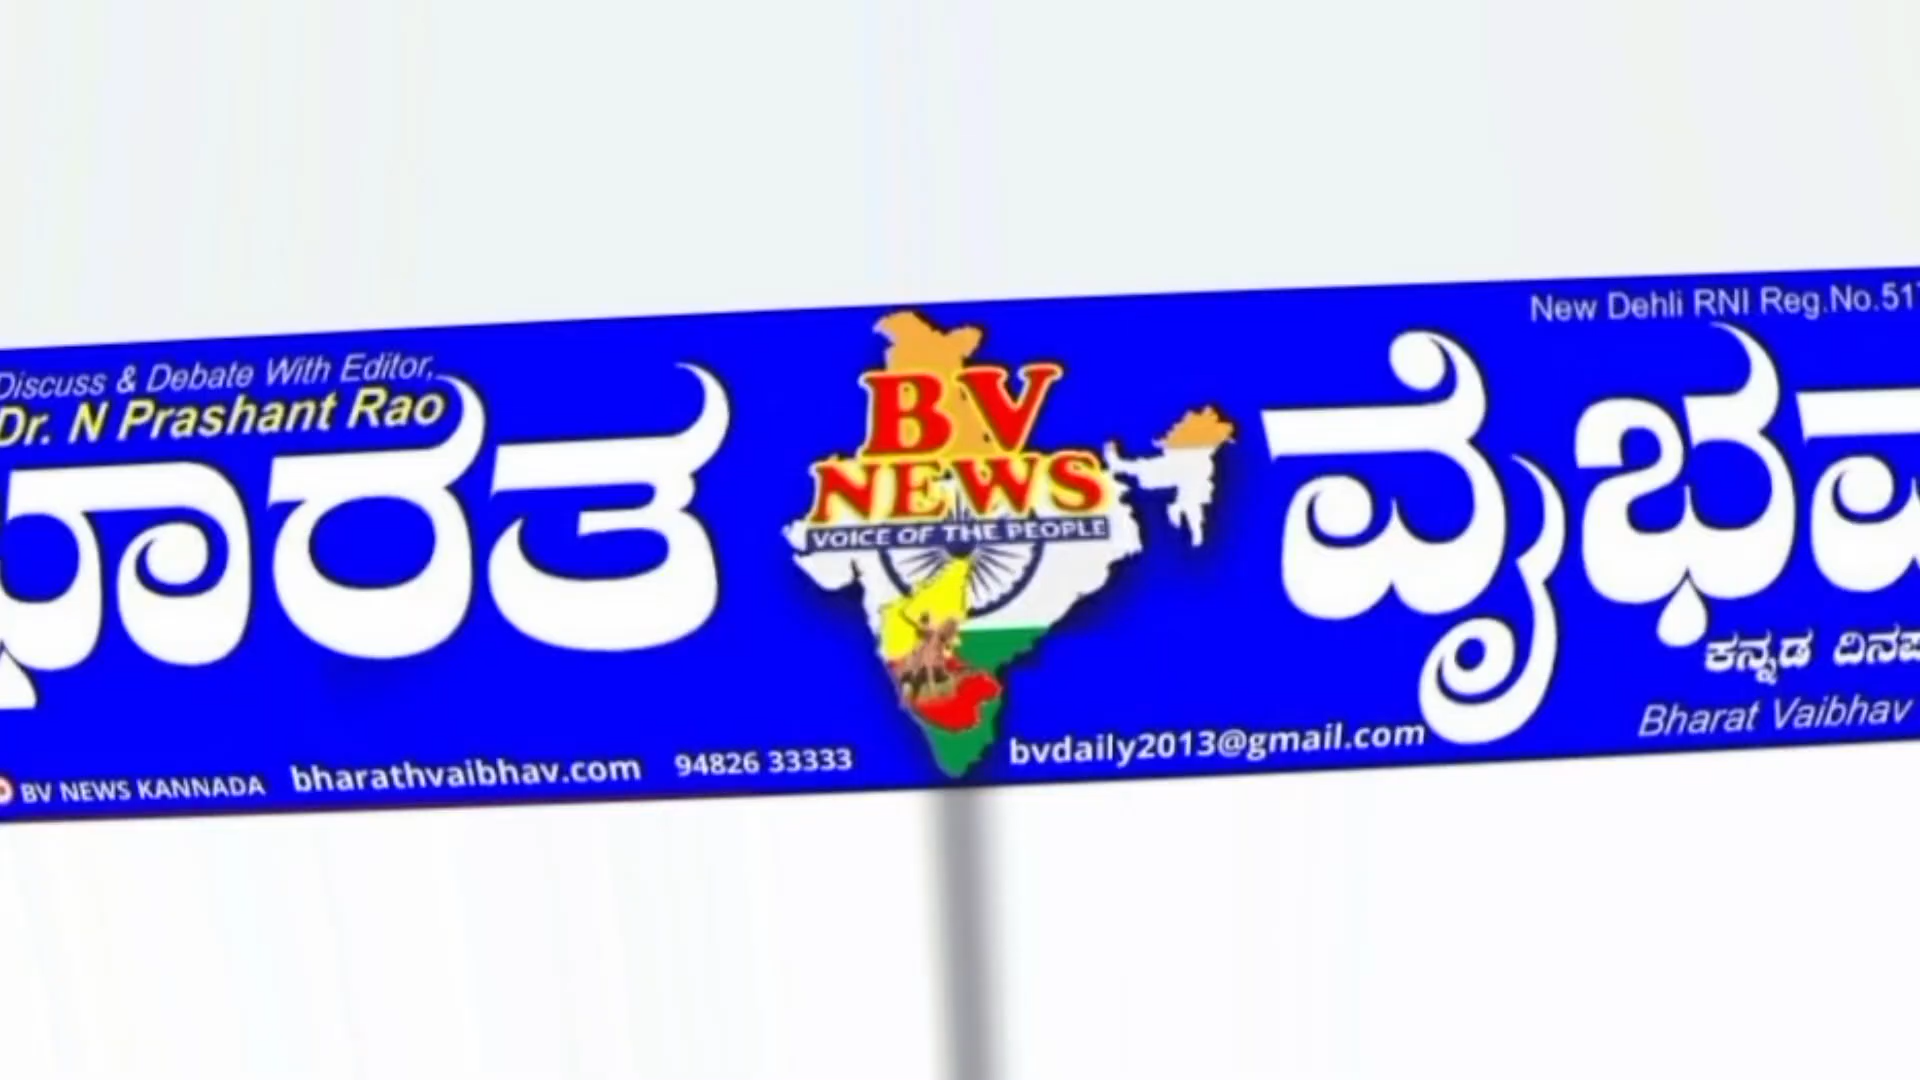 Discuss & Debate With Editor,
Dr. N Prashant Rao
ಭಾರತ
BV
NEWS
VOICE OF THE PEOPLE
New Dehli RNI Reg.No.517
ವೈಭವ
ಕನ್ನಡ
Bharat Vaibhav
BV NEWS KANNADA
bharathvaibhav.com
94826 33333
bvdaily2013@gmail.com